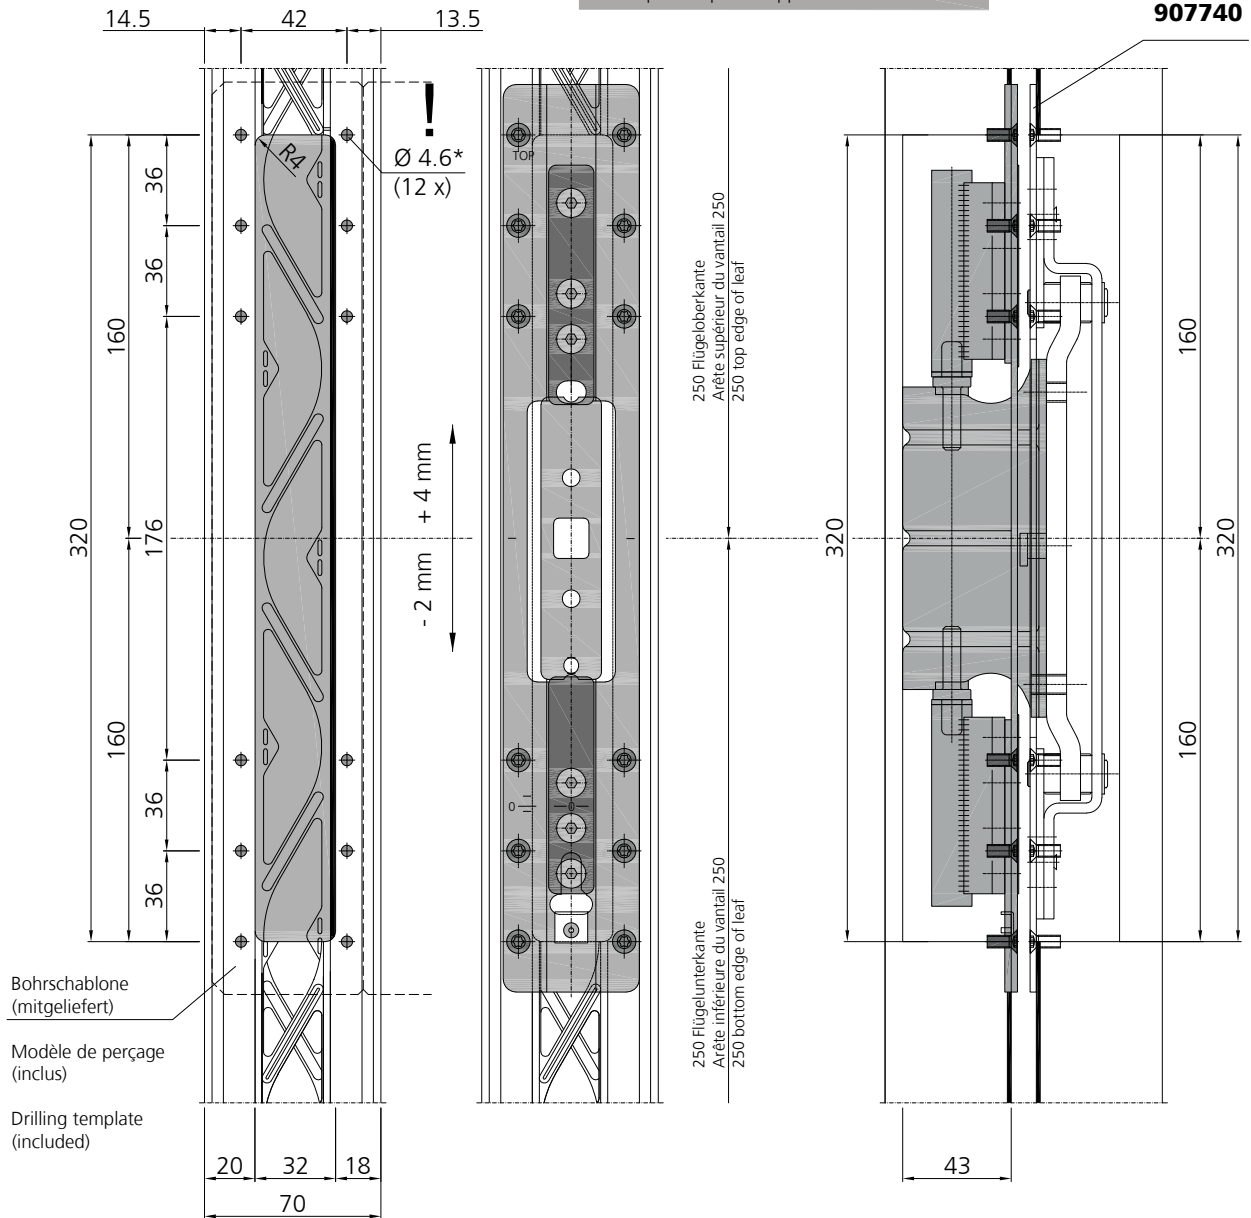 907740
14.5
42
13.5
!
Ø 4.6*
(12 x)
R4
TOP
36
36
160
320
176
160
36
36
- 2 mm + 4 mm
250 Flügeloberkante
Arête supérieur du vantail 250
250 top edge of leaf
0
0
250 Flügelunterkante
Arête inférieure du vantail 250
250 bottom edge of leaf
320
160
320
160
Bohrschablone
(mitgeliefert)
Modèle de perçage
(inclus)
Drilling template
(included)
20
32
18
70
43